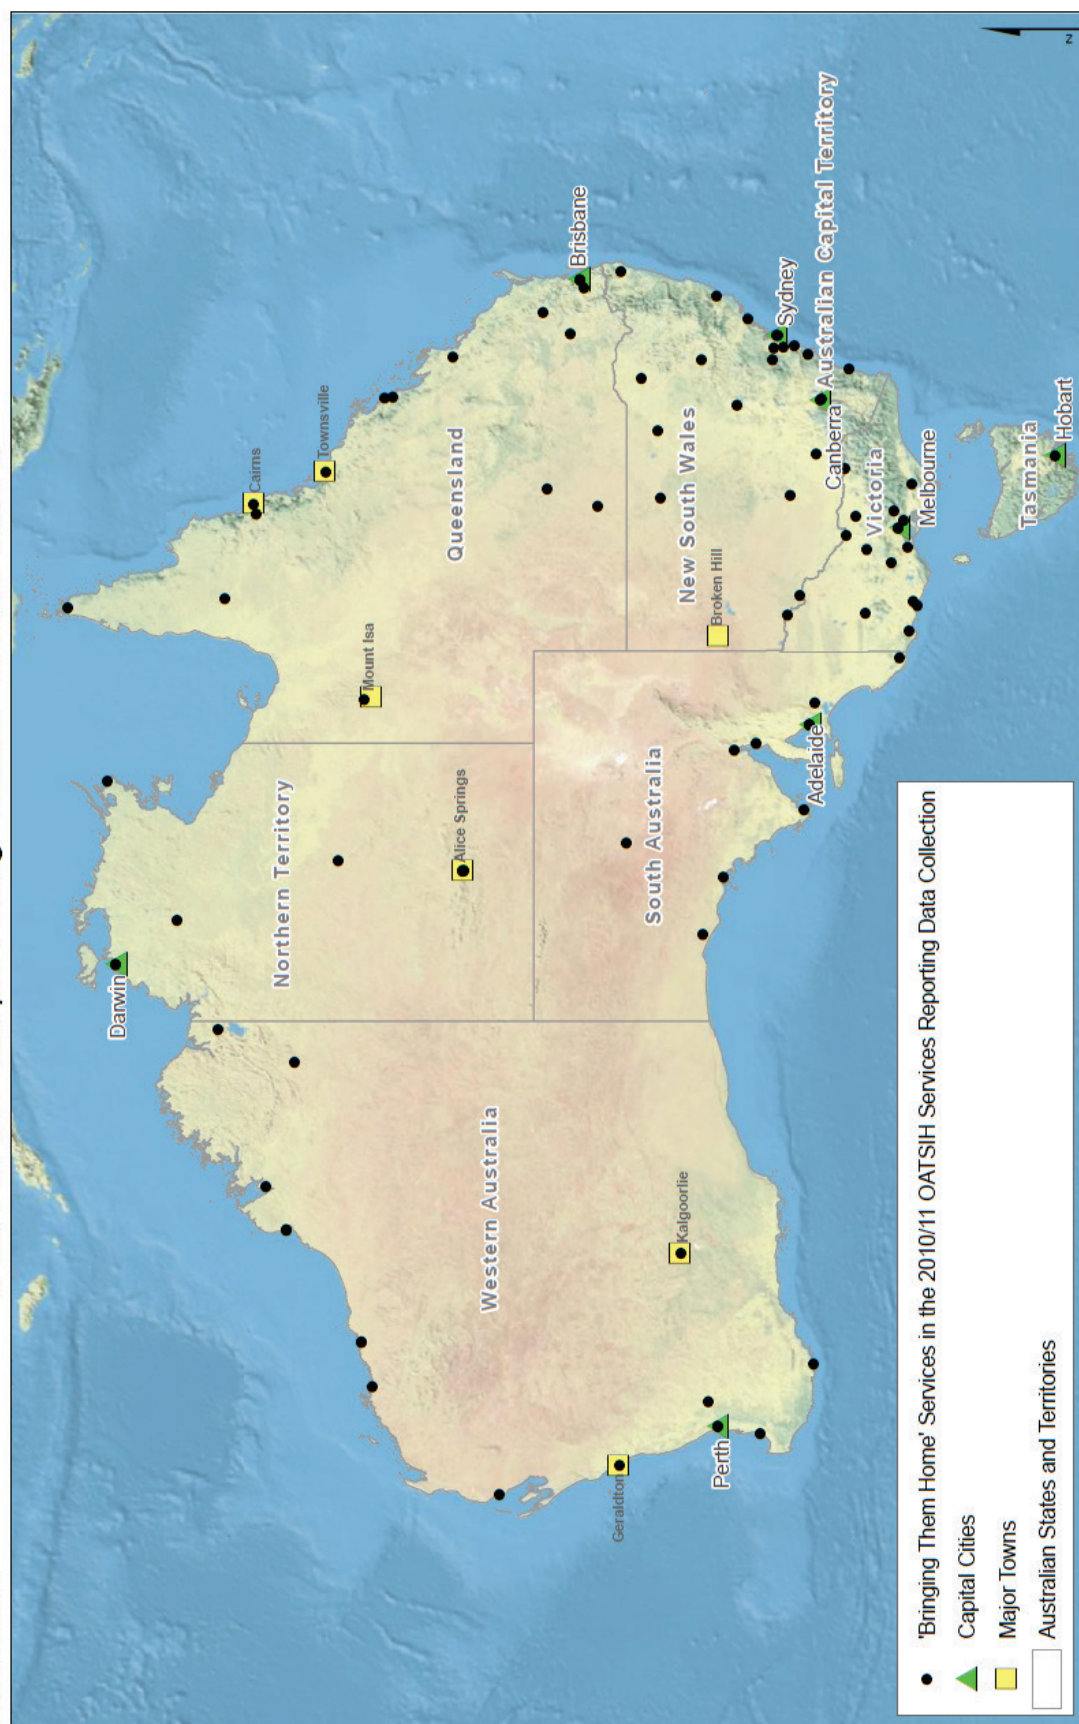 Darwin
Northern Territory
Alice Springs
Mount Isa
Cairns
Townsville
Queensland
Brisbane
Western Australia
Kalgoorlie
Geraldton
Perth
South Australia
Adelaide
Broken Hill
New South Wales
Sydney
Australian Capital Territory
Canberra
Victoria
Melbourne
Tasmania
Hobart
'Bringing Them Home' Services in the 2010/11 OATSIH Services Reporting Data Collection
Capital Cities
Major Towns
Australian States and Territories
N